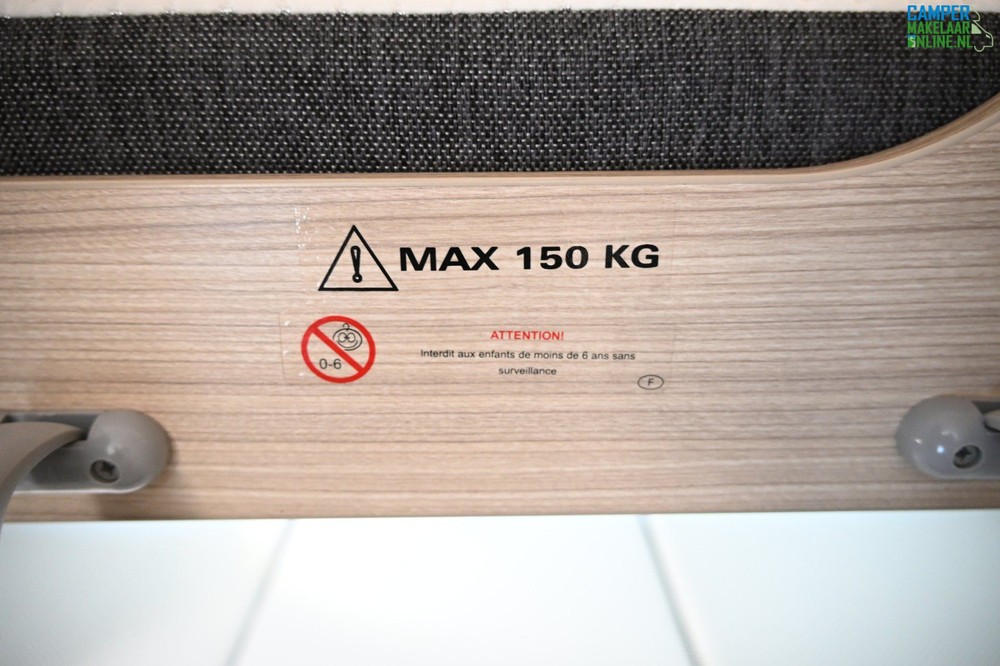 CAMPER
MAKELAAR
ONLINE.NL
MAX 150 KG
ATTENTION!
0-6
Interdit aux enfants de moins de 6 ans sans
surveillance
F